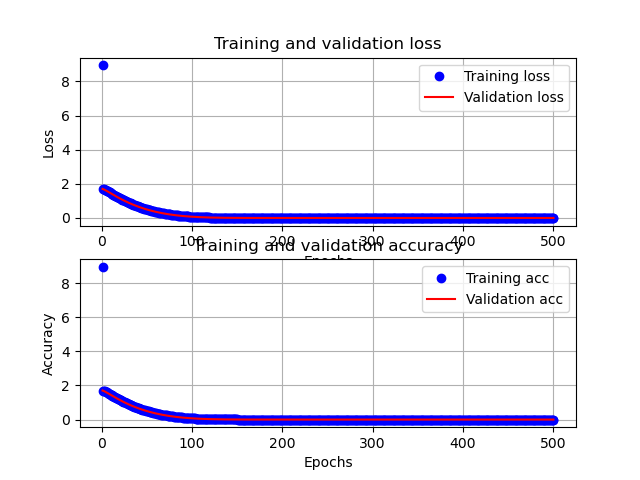 Training and validation loss
8
6
4
2
0
Loss
Training loss
Validation loss
0 100 200 300 400 500
Epochs
Training and validation accuracy
8
6
4
2
0
Accuracy
Training acc
Validation acc
0 100 200 300 400 500
Epochs